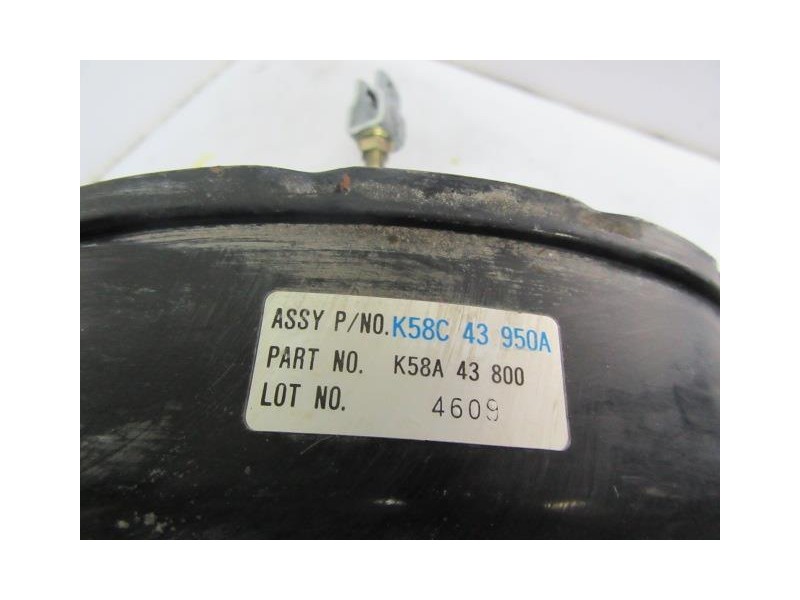 ASSY P/NO. K58C 43 950A
PART NO. K58A 43 800
LOT NO. 4609